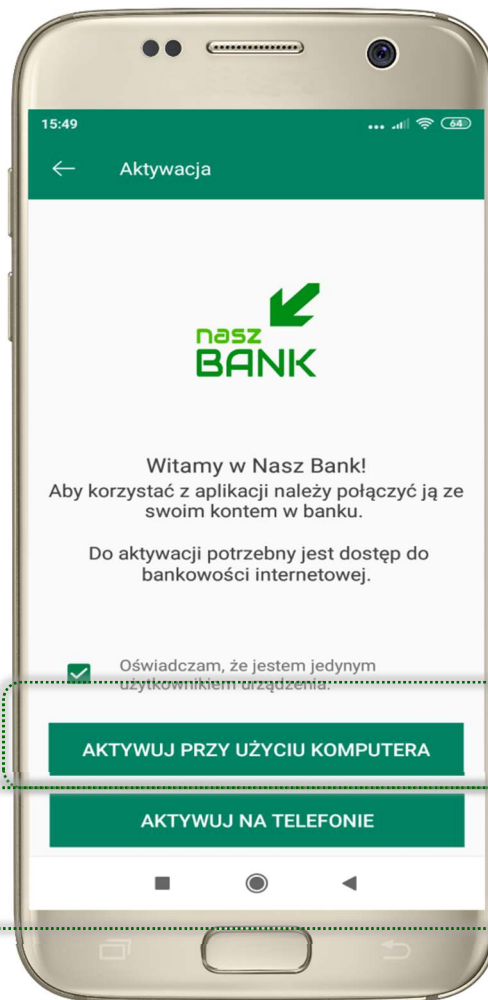 15:49
64
Aktywacja
nasz
BANK
Witamy w Nasz Bank!
Aby korzystać z aplikacji należy połączyć ją ze
swoim kontem w banku.
Do aktywacji potrzebny jest dostęp do
bankowości internetowej.
Oświadczam, że jestem jedynym
użytkownikiem urządzenia.
AKTYWUJ PRZY UŻYCIU KOMPUTERA
AKTYWUJ NA TELEFONIE